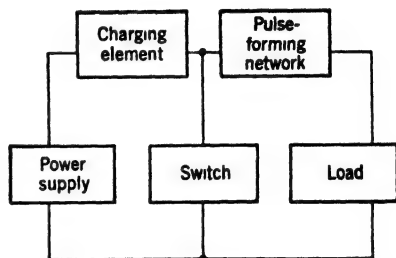 Charging
element
Pulse-
forming
network
Power
supply
Switch
Load